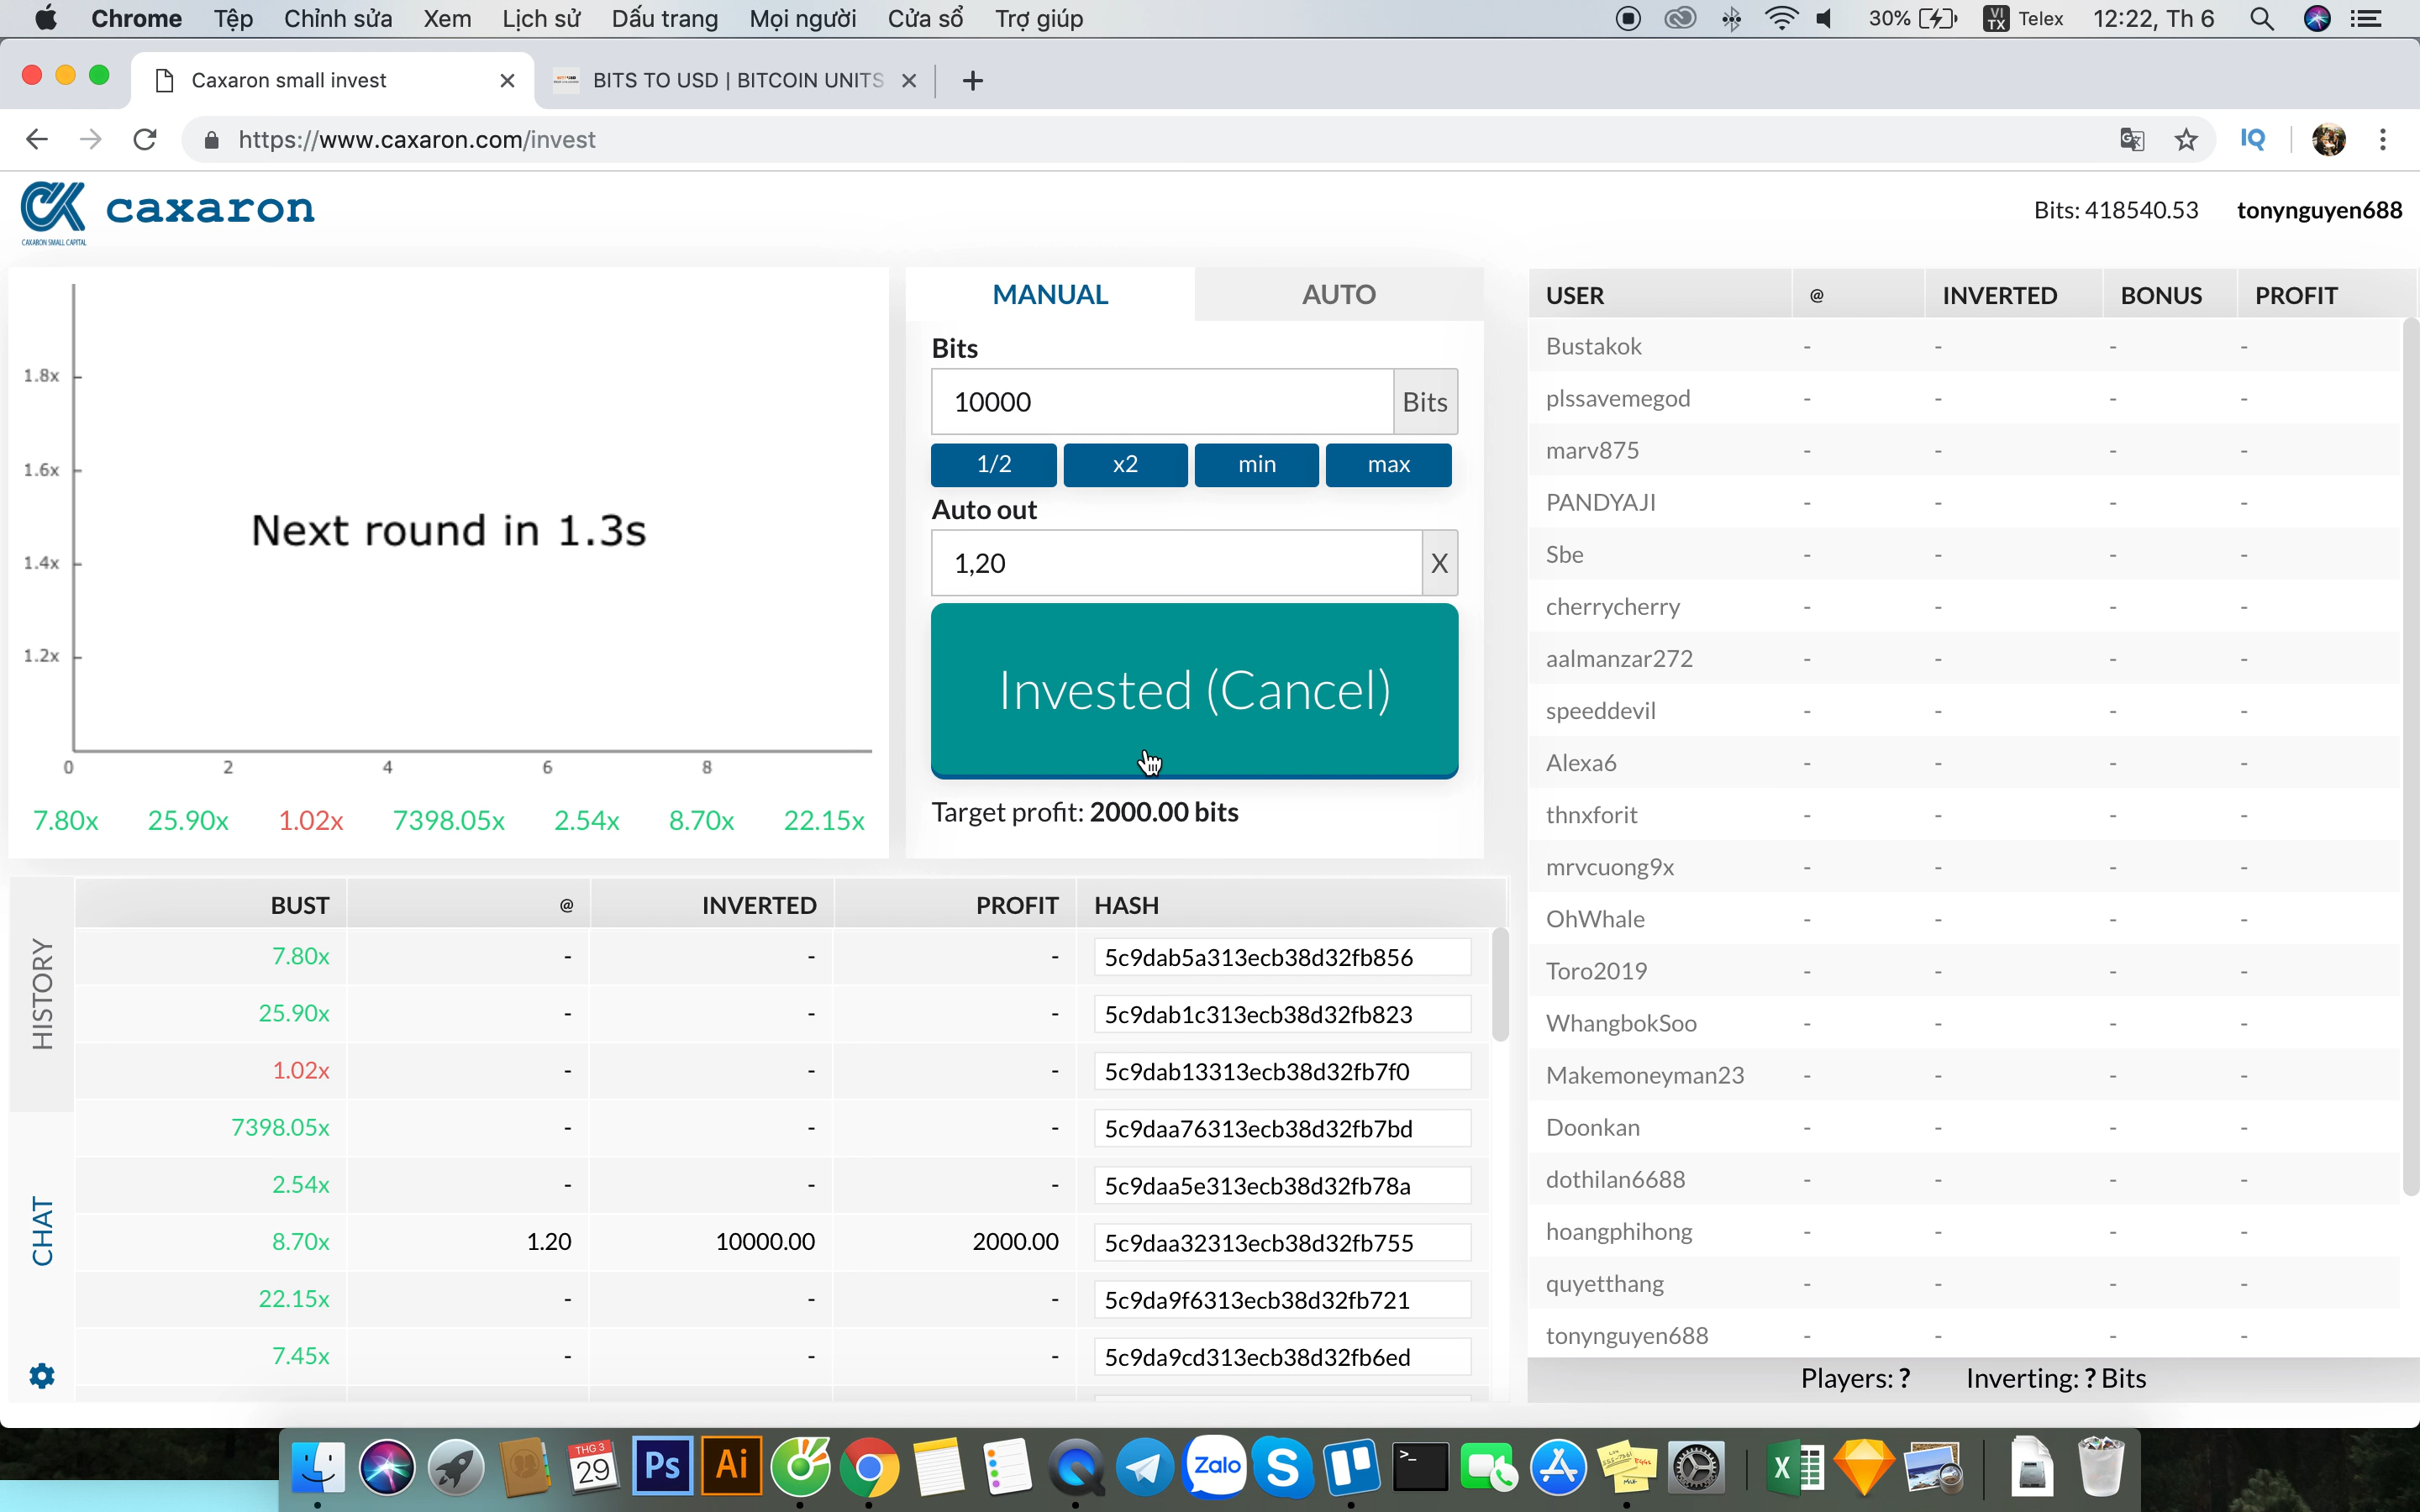 Chrome Tệp Chỉnh sửa Xem Lịch sử Dấu trang Mọi người Cửa sổ Trợ giúp 30% VI TX Telex 12:22, Th 6
Caxaron small invest
BITS TO USD | BITCOIN UNITS
https://www.caxaron.com/invest
IQ
CK caxaron
CAXARON SMALL CAPITAL
Bits: 418540.53 tonynguyen688
1.8x
1.6x
1.4x
1.2x
Next round in 1.3s
0 2 4 6 8
7.80x 25.90x 1.02x 7398.05x 2.54x 8.70x 22.15x
MANUAL AUTO
Bits
10000 Bits
1/2 x2 min max
Auto out
1,20 X
Invested (Cancel)
Target profit: 2000.00 bits
HISTORY
CHAT
BUST @ INVERTED PROFIT HASH
7.80x - - - 5c9dab5a313ecb38d32fb856
25.90x - - - 5c9dab1c313ecb38d32fb823
1.02x - - - 5c9dab13313ecb38d32fb7f0
7398.05x - - - 5c9daa76313ecb38d32fb7bd
2.54x - - - 5c9daa5e313ecb38d32fb78a
8.70x 1.20 10000.00 2000.00 5c9daa32313ecb38d32fb755
22.15x - - - 5c9da9f6313ecb38d32fb721
7.45x - - - 5c9da9cd313ecb38d32fb6ed
USER @ INVERTED BONUS PROFIT
Bustakok - - - -
plssavemegod - - - -
marv875 - - - -
PANDYAJI - - - -
Sbe - - - -
cherrycherry - - - -
aalmanzar272 - - - -
speeddevil - - - -
Alexa6 - - - -
thnxforit - - - -
mrvcuong9x - - - -
OhWhale - - - -
Toro2019 - - - -
WhangbokSoo - - - -
Makemoneyman23 - - - -
Doonkan - - - -
dothilan6688 - - - -
hoangphihong - - - -
quyetthang - - - -
tonynguyen688 - - - -
Players: ? Inverting: ? Bits
THG 3
29
Ps
Ai
Zalo
S
>_
X